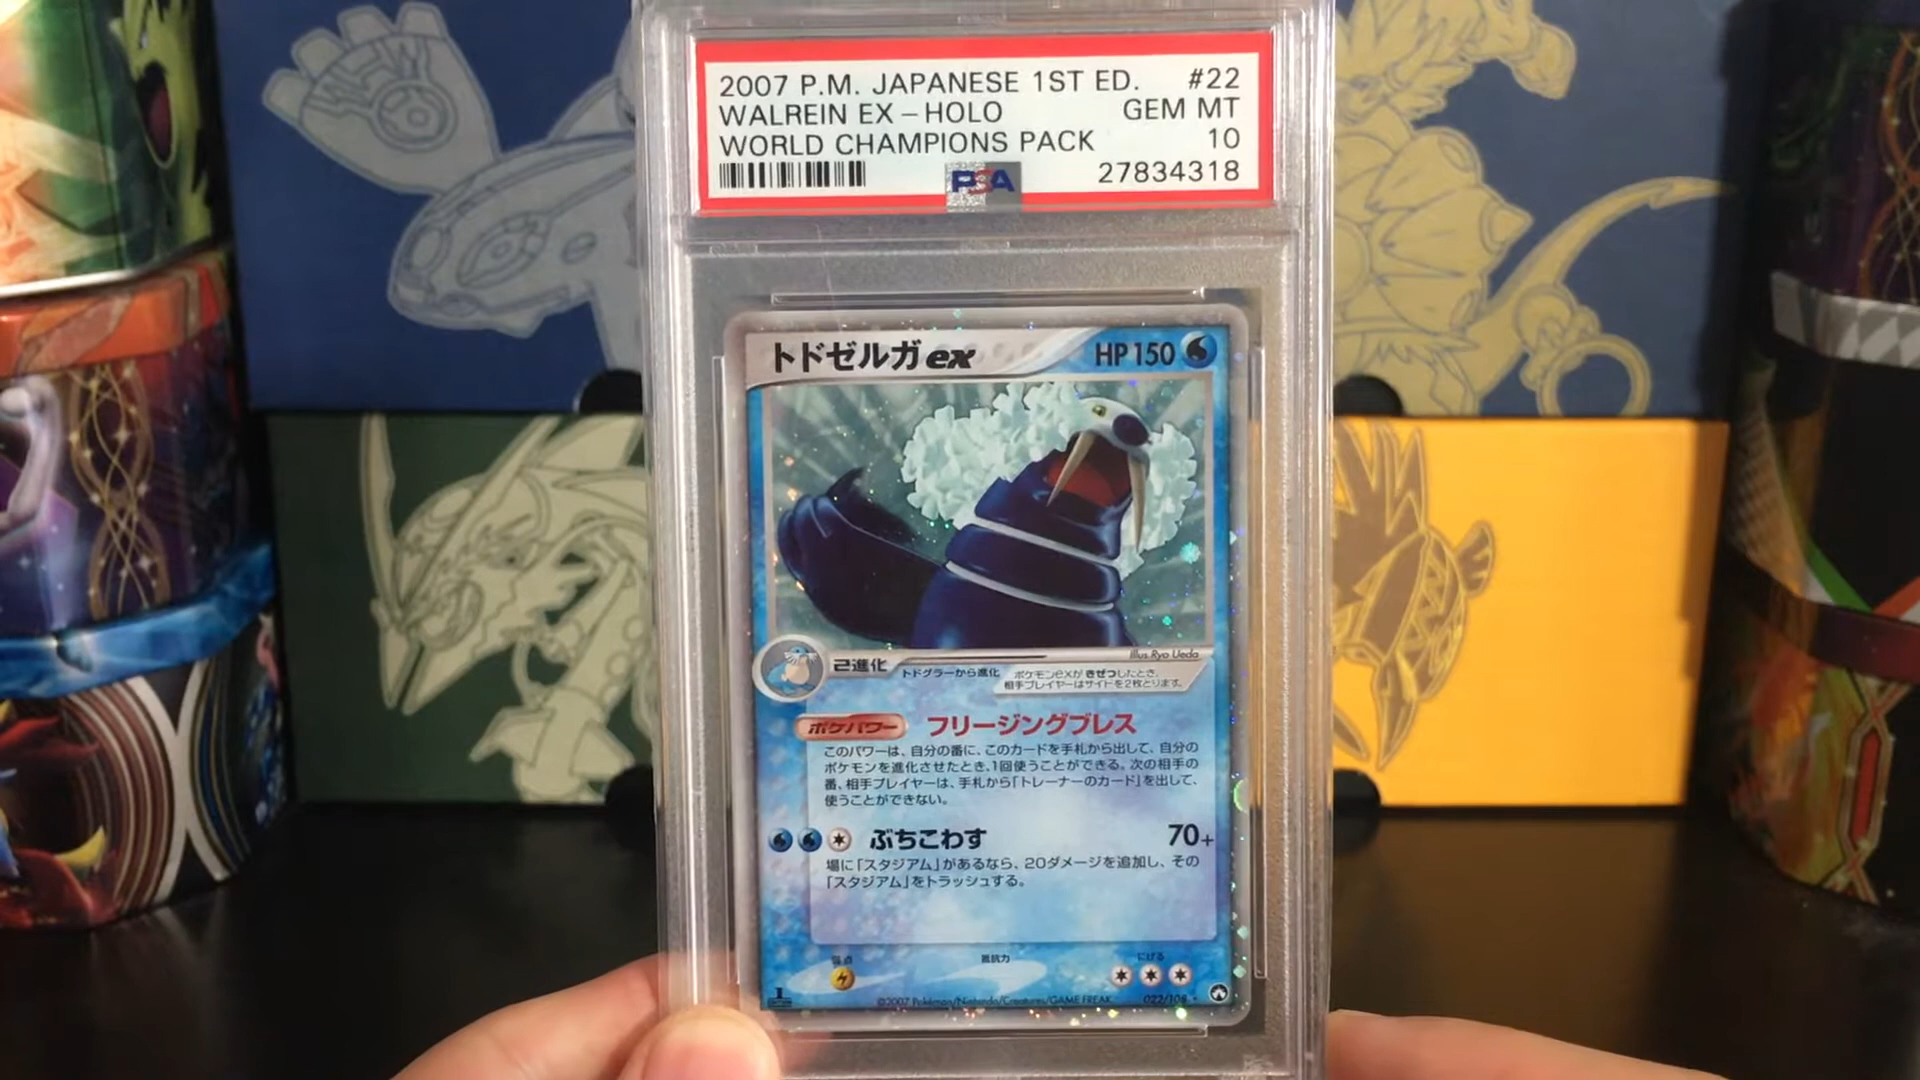 2007 P.M. JAPANESE 1ST ED. #22
WALREIN EX-HOLO GEM MT
WORLD CHAMPIONS PACK 10
PSA 27834318
トドゼルガex HP150
Illus. Ryo Ueda
2進化 トドグラーから進化
ポケモンexが きぜつしたとき、
相手プレイヤーはサイドを2枚とります。
ポケパワー フリージングブレス
このパワーは、自分の番に、このカードを手札から出して、自分の
ポケモンを進化させたとき、1回使うことができる。次の相手の
番、相手プレイヤーは、手札から「トレーナーのカード」を出して、
使うことができない。
ぶちこわす 70+
場に「スタジアム」があるなら、20ダメージを追加し、その
「スタジアム」をトラッシュする。
弱点 抵抗力 にげる
1
©2007 Pokémon/Nintendo/Creatures/GAME FREAK. 022/108